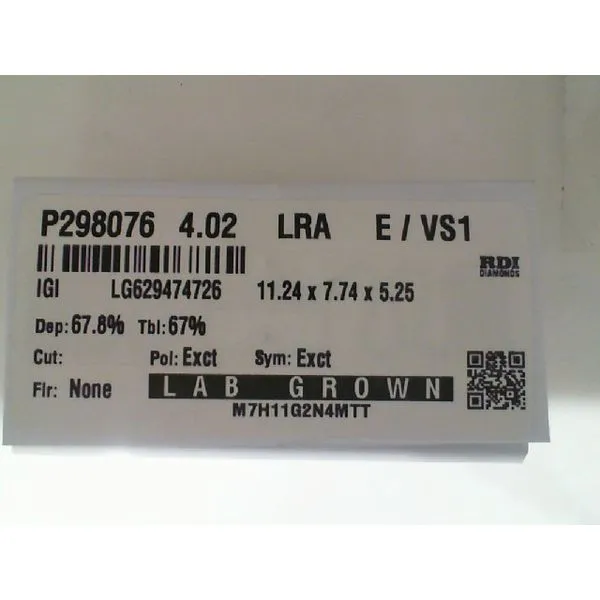 P298076 4.02 LRA E / VS1
RDI
DIAMONDS
IGI LG629474726 11.24 x 7.74 x 5.25
Dep: 67.8% Tbl: 67%
Cut: Pol: Exct Sym: Exct
Flr: None LAB GROWN
M7H11G2N4MTT